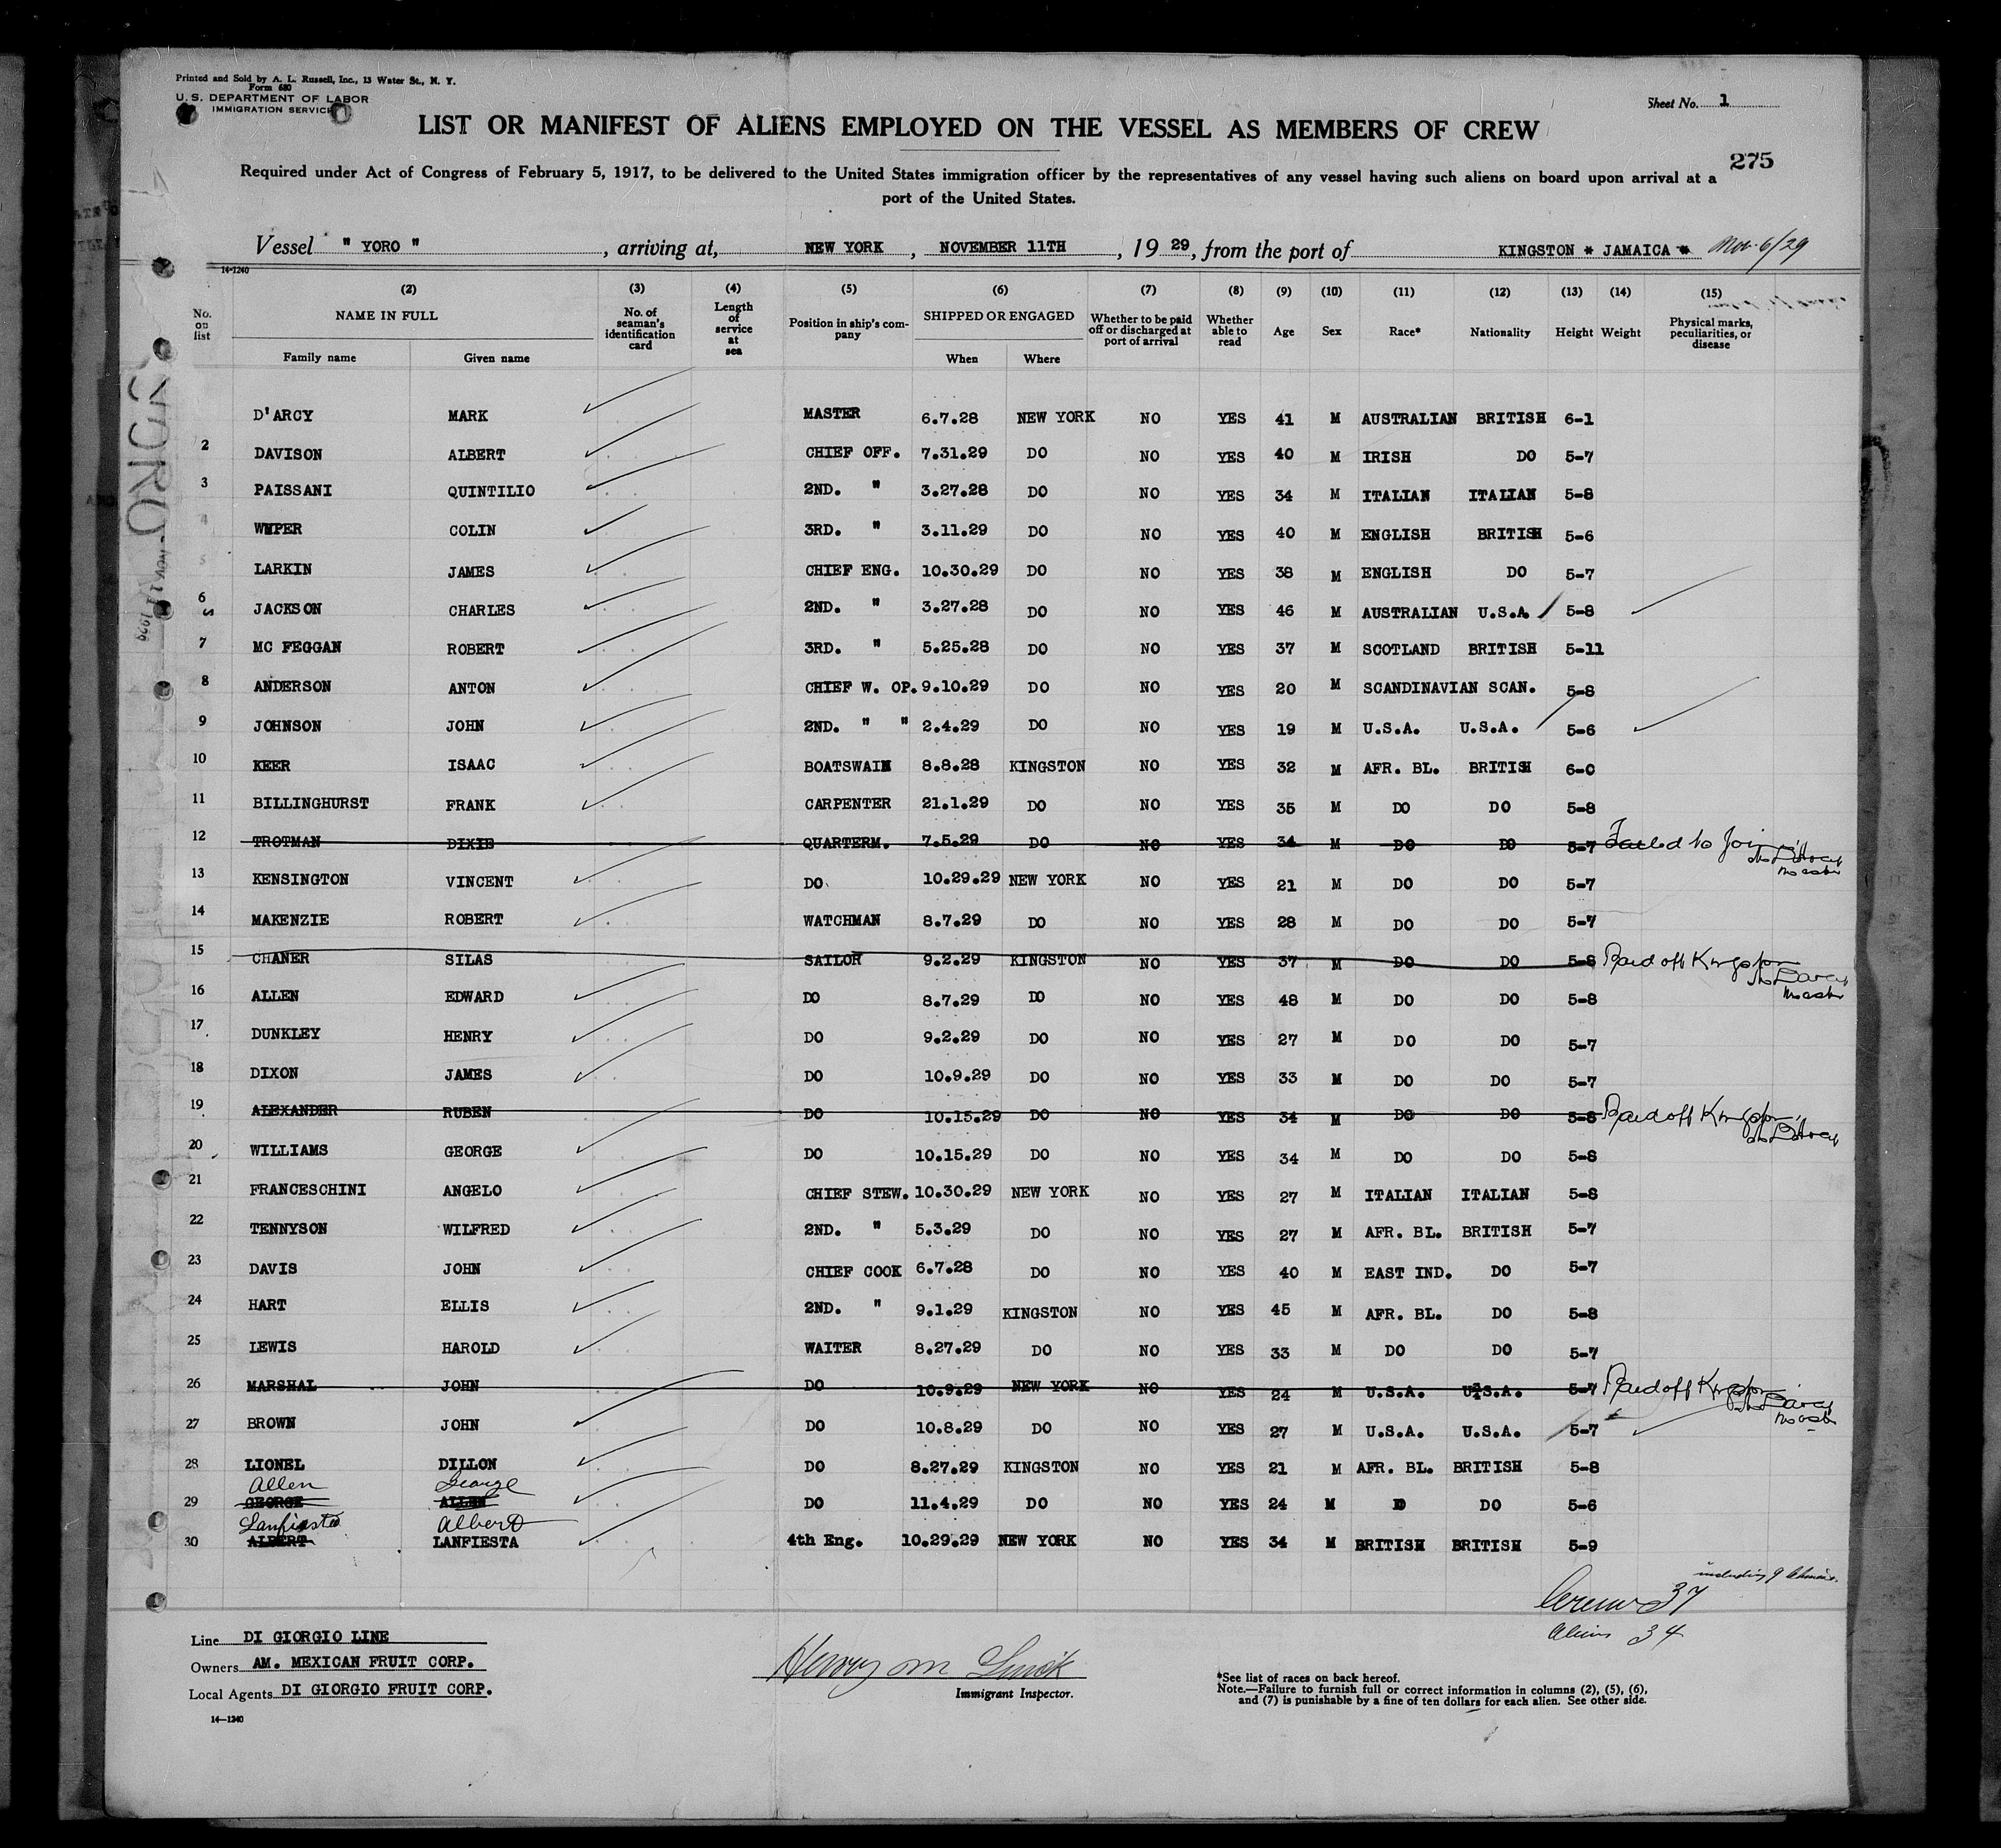 Printed and Sold by A. L. Russell, Inc., 13 Water St., N. Y.
Form 680
U. S. DEPARTMENT OF LABOR
IMMIGRATION SERVICE
Sheet No. 1
LIST OR MANIFEST OF ALIENS EMPLOYED ON THE VESSEL AS MEMBERS OF CREW
275
Required under Act of Congress of February 5, 1917, to be delivered to the United States immigration officer by the representatives of any vessel having such aliens on board upon arrival at a
port of the United States.
Vessel " YORO " , arriving at, NEW YORK , NOVEMBER 11TH , 19 29, from the port of KINGSTON * JAMAICA * Nov. 6/29
14-1240
(2) (3) (4) (5) (6) (7) (8) (9) (10) (11) (12) (13) (14) (15)
No. on list NAME IN FULL Family name Given name No. of seaman's identification card Length of service at sea Position in ship's company SHIPPED OR ENGAGED When Where Whether to be paid off or discharged at port of arrival Whether able to read Age Sex Race* Nationality Height Weight Physical marks, peculiarities, or disease
D'ARCY MARK MASTER 6.7.28 NEW YORK NO YES 41 M AUSTRALIAN BRITISH 6-1
2 DAVISON ALBERT CHIEF OFF. 7.31.29 DO NO YES 40 M IRISH DO 5-7
3 PAISSANI QUINTILIO 2ND. " 3.27.28 DO NO YES 34 M ITALIAN ITALIAN 5-8
4 COLIN 3RD. " 3.11.29 DO NO YES 40 M ENGLISH BRITISH 5-6
5 LARKIN JAMES CHIEF ENG. 10.30.29 DO NO YES 38 M ENGLISH DO 5-7
6 JACKSON CHARLES 2ND. " 3.27.28 DO NO YES 46 M AUSTRALIAN U.S.A. 5-8
7 MC FEGGAN ROBERT 3RD. " 5.25.28 DO NO YES 37 M SCOTLAND BRITISH 5-11
8 ANDERSON ANTON CHIEF W. OP. 9.10.29 DO NO YES 20 M SCANDINAVIAN SCAN. 5-8
9 JOHNSON JOHN 2ND. " " 2.4.29 DO NO YES 19 M U.S.A. U.S.A. 5-6
10 KEER ISAAC BOATSWAIN 8.8.28 KINGSTON NO YES 32 M AFR. BL. BRITISH 6-0
11 BILLINGHURST FRANK CARPENTER 21.1.29 DO NO YES 35 M DO DO 5-8
12 TROTMAN DIXIE QUARTERM. 7.5.29 DO NO YES 34 M DO DO 5-7 Failed to Join
Master
13 KENSINGTON VINCENT DO 10.29.29 NEW YORK NO YES 21 M DO DO 5-7
14 MAKENZIE ROBERT WATCHMAN 8.7.29 DO NO YES 28 M DO DO 5-7
15 CHANER SILAS SAILOR 9.2.29 KINGSTON NO YES 37 M DO DO 5-8 Paid off Kingston
Master
16 ALLEN EDWARD DO 8.7.29 DO NO YES 48 M DO DO 5-8
17 DUNKLEY HENRY DO 9.2.29 DO NO YES 27 M DO DO 5-7
18 DIXON JAMES DO 10.9.29 DO NO YES 33 M DO DO 5-7
19 ALEXANDER RUBEN DO 10.15.29 DO NO YES 34 M DO DO 5-8 Paid off Kingston
20 WILLIAMS GEORGE DO 10.15.29 DO NO YES 34 M DO DO 5-8
21 FRANCESCHINI ANGELO CHIEF STEW. 10.30.29 NEW YORK NO YES 27 M ITALIAN ITALIAN 5-8
22 TENNYSON WILFRED 2ND. " 5.3.29 DO NO YES 27 M AFR. BL. BRITISH 5-7
23 DAVIS JOHN CHIEF COOK 6.7.28 DO NO YES 40 M EAST IND. DO 5-7
24 HART ELLIS 2ND. " 9.1.29 KINGSTON NO YES 45 M AFR. BL. DO 5-8
25 LEWIS HAROLD WAITER 8.27.29 DO NO YES 33 M DO DO 5-7
26 MARSHAL JOHN DO 10.9.29 NEW YORK NO YES 24 M U.S.A. U.S.A. 5-7 Paid off Kingston
Master
27 BROWN JOHN DO 10.8.29 DO NO YES 27 M U.S.A. U.S.A. 5-7
28 LIONEL DILLON DO 8.27.29 KINGSTON NO YES 21 M AFR. BL. BRITISH 5-8
Allen George
29 GEORGE ALLEN DO 11.4.29 DO NO YES 24 M D DO 5-6
Lanfiesta Albert
30 ALBERT LANFIESTA 4th Eng. 10.29.29 NEW YORK NO YES 34 M BRITISH BRITISH 5-9
including 9
Crew 37
Aliens 34
Line DI GIORGIO LINE
Owners AM. MEXICAN FRUIT CORP.
Local Agents DI GIORGIO FRUIT CORP.
14-1240
Henry M
Immigrant Inspector.
*See list of races on back hereof.
Note.—Failure to furnish full or correct information in columns (2), (5), (6),
and (7) is punishable by a fine of ten dollars for each alien. See other side.